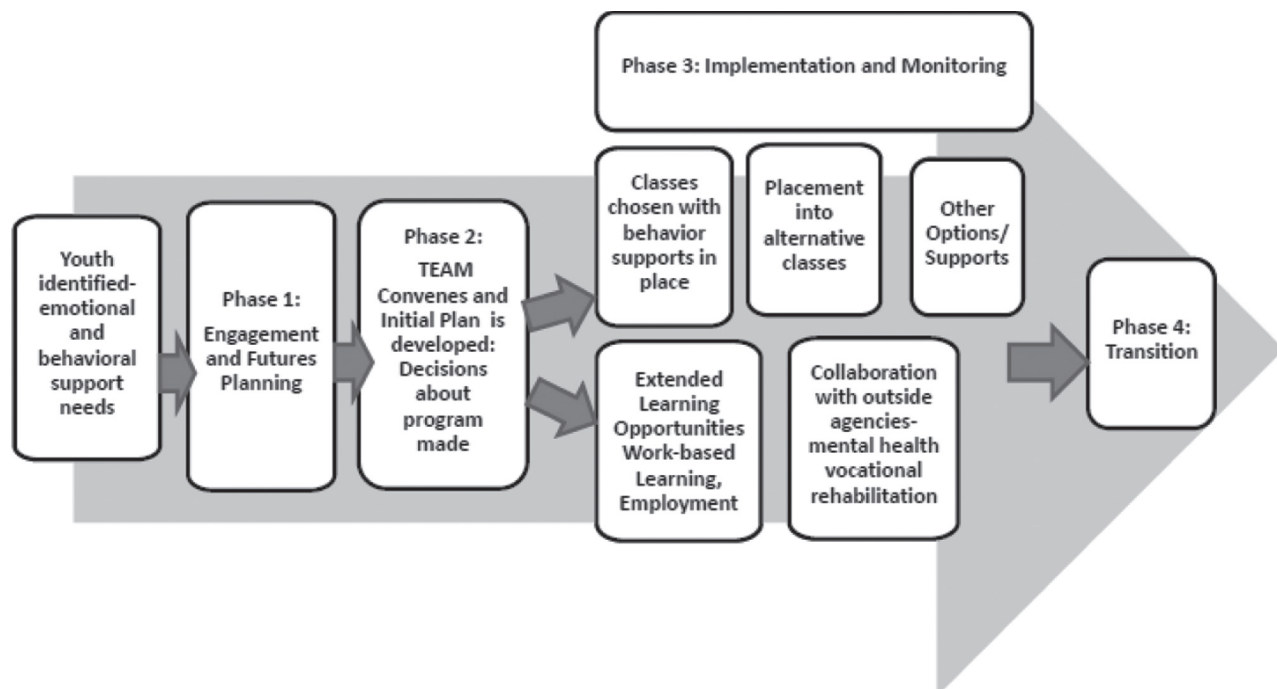 Phase 3: Implementation and Monitoring
Youth
identified-
emotional
and
behavioral
support
needs
Phase 1:
Engagement
and Futures
Planning
Phase 2:
TEAM
Convenes and
Initial Plan is
developed:
Decisions
about
program
made
Classes
chosen with
behavior
supports in
place
Placement
into
alternative
classes
Other
Options/
Supports
Extended
Learning
Opportunities
Work-based
Learning,
Employment
Collaboration
with outside
agencies-
mental health
vocational
rehabilitation
Phase 4:
Transition